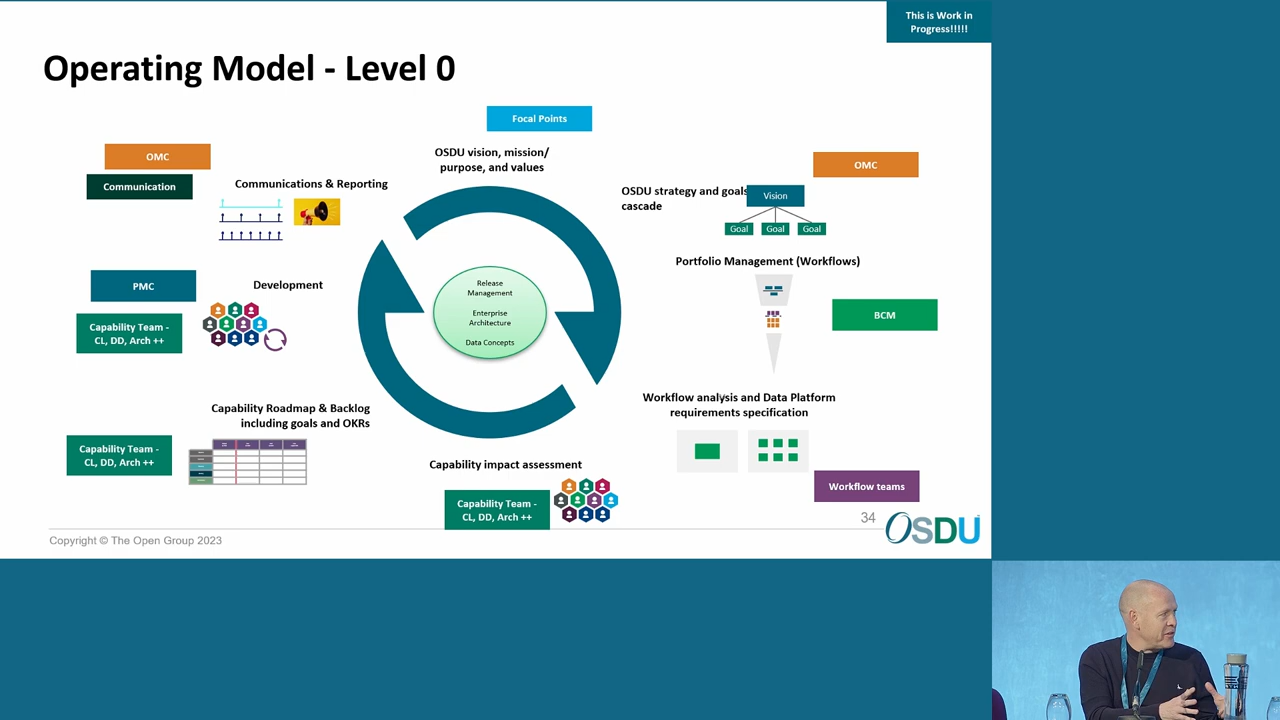 This is Work in
Progress!!!!!
Operating Model - Level 0
Focal Points
OSDU vision, mission/
purpose, and values
OMC
Communication
Communications & Reporting
OMC
OSDU strategy and goals
cascade
Vision
Goal
Goal
Goal
Portfolio Management (Workflows)
BCM
PMC
Development
Capability Team -
CL, DD, Arch ++
Release
Management
Enterprise
Architecture
Data Concepts
Workflow analysis and Data Platform
requirements specification
Workflow teams
Capability Roadmap & Backlog
including goals and OKRs
Capability Team -
CL, DD, Arch ++
Capability impact assessment
Capability Team -
CL, DD, Arch ++
34
OSDU
Copyright © The Open Group 2023